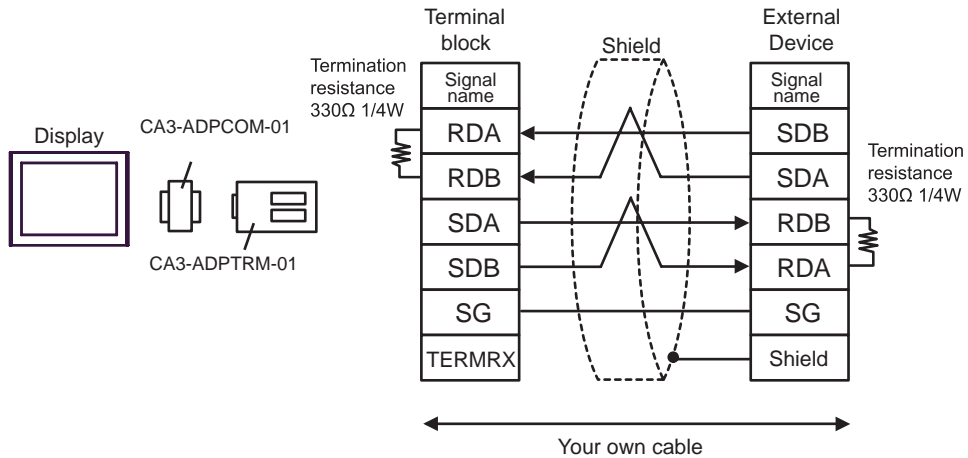 Display
CA3-ADPCOM-01
CA3-ADPTRM-01
Termination
resistance
330Ω 1/4W
Terminal
block
Signal
name
RDA
RDB
SDA
SDB
SG
TERMRX
Shield
External
Device
Signal
name
SDB
SDA
RDB
RDA
SG
Shield
Termination
resistance
330Ω 1/4W
Your own cable